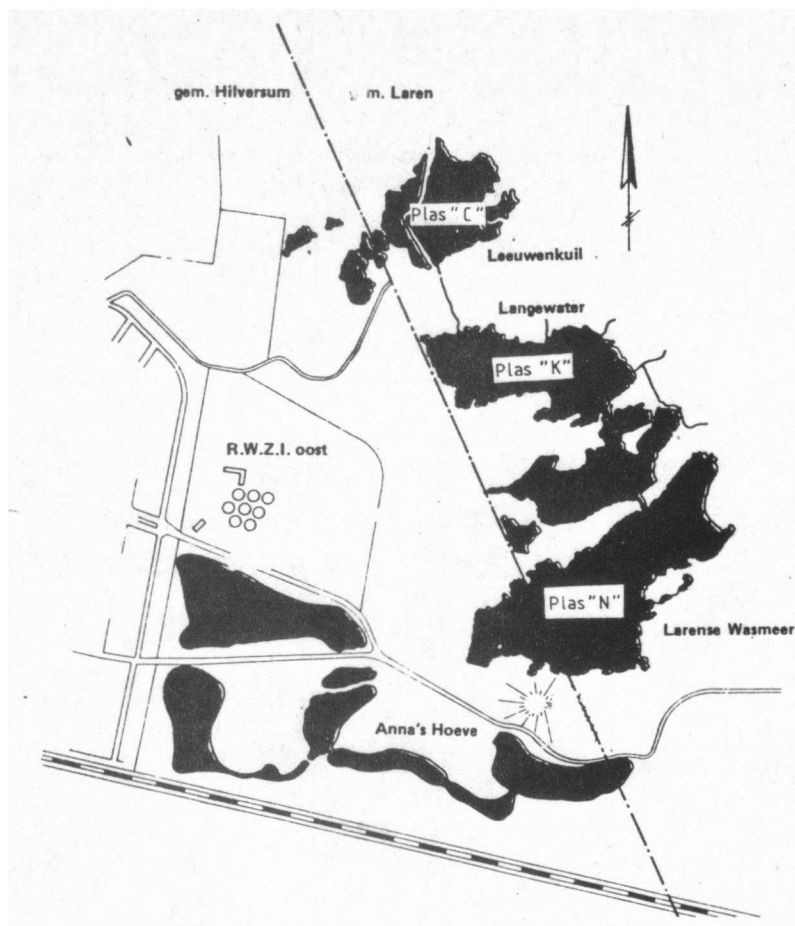 gem. Hilversum
m. Laren
Plas "C"
Leeuwenkuil
Langewater
Plas "K"
R.W.Z.I. oost
Plas "N"
Larense Wasmeer
Anna's Hoeve